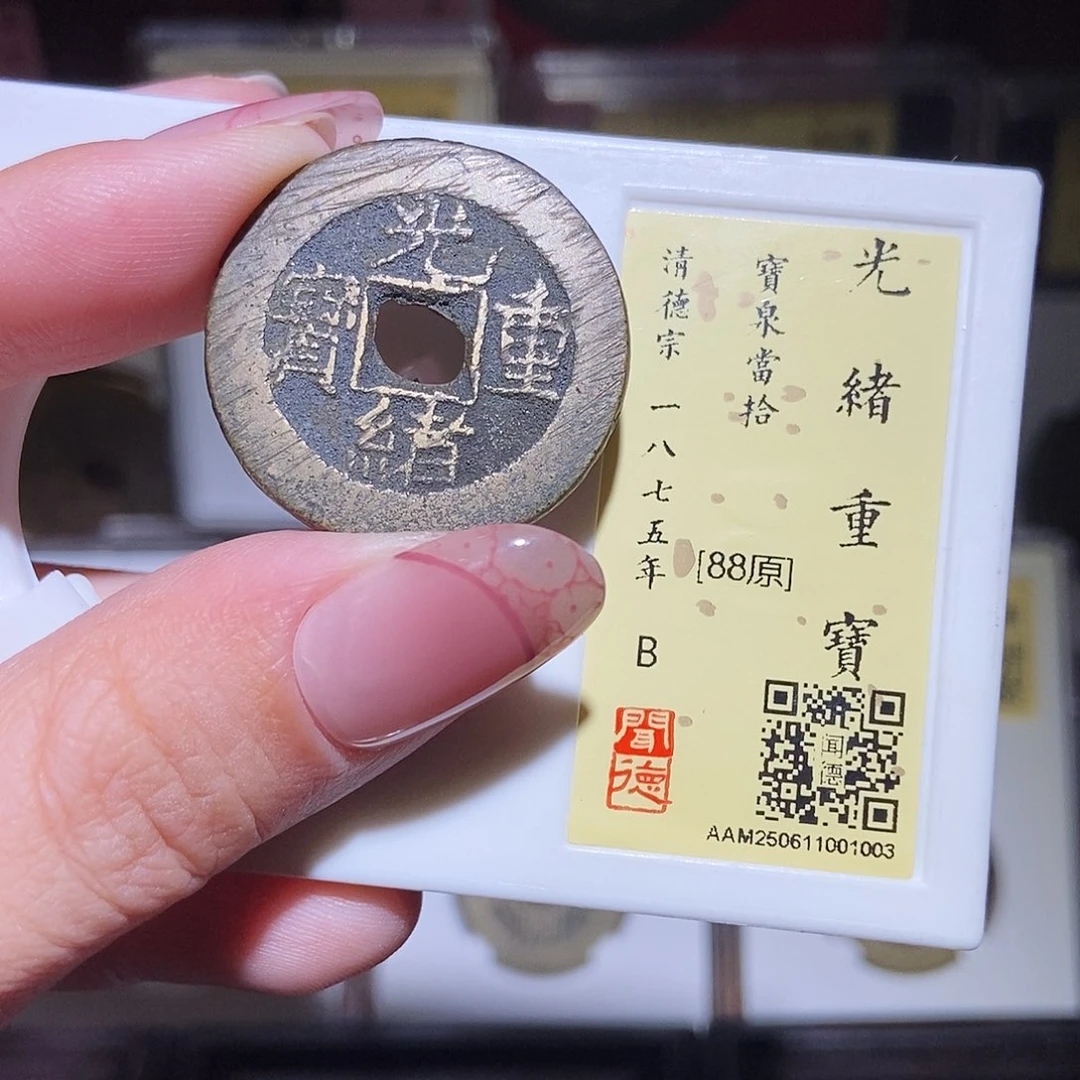 光緒重寶
光緒重寶
寶泉當拾
[88原]
清德宗 一八七五年 B
聞德
闻德
AAM250611001003